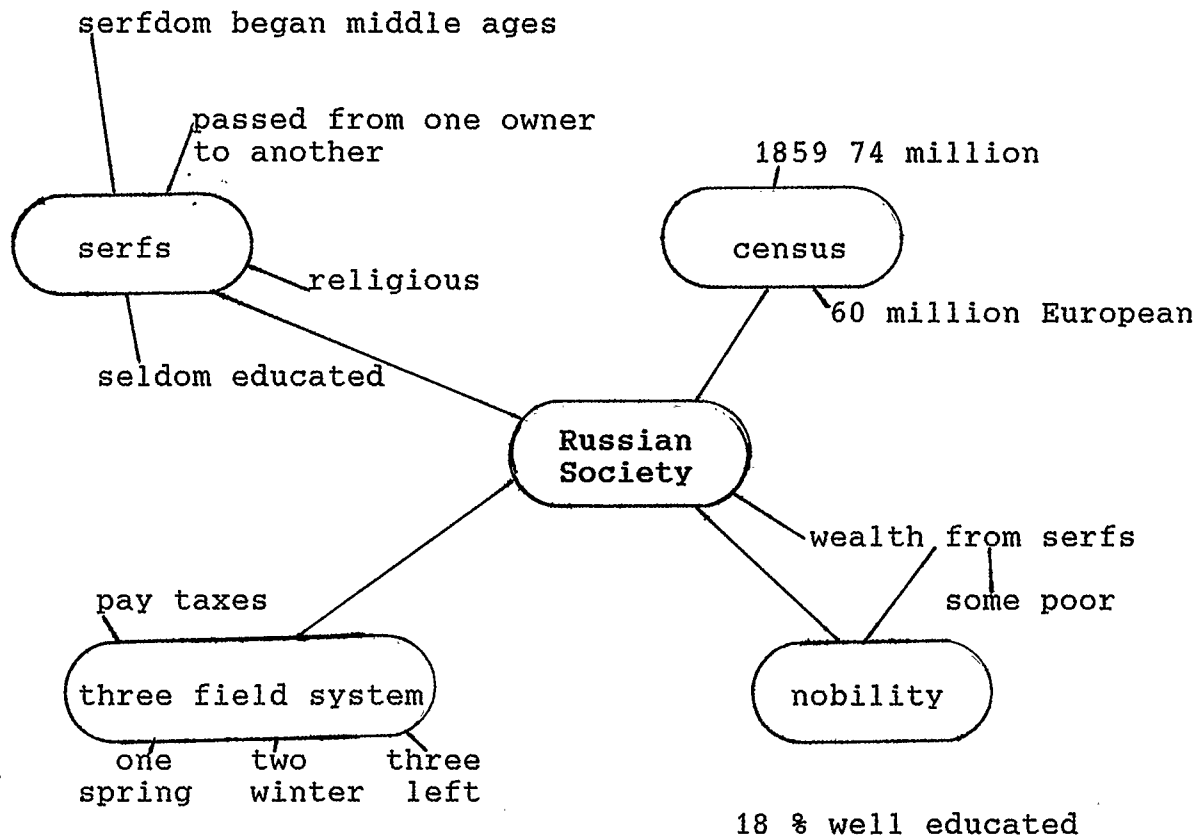 serfdom began middle ages
passed from one owner
to another
1859 74 million
serfs
census
religious
60 million European
seldom educated
Russian
Society
wealth from serfs
some poor
pay taxes
three field system
nobility
one two three
spring winter left
18 % well educated